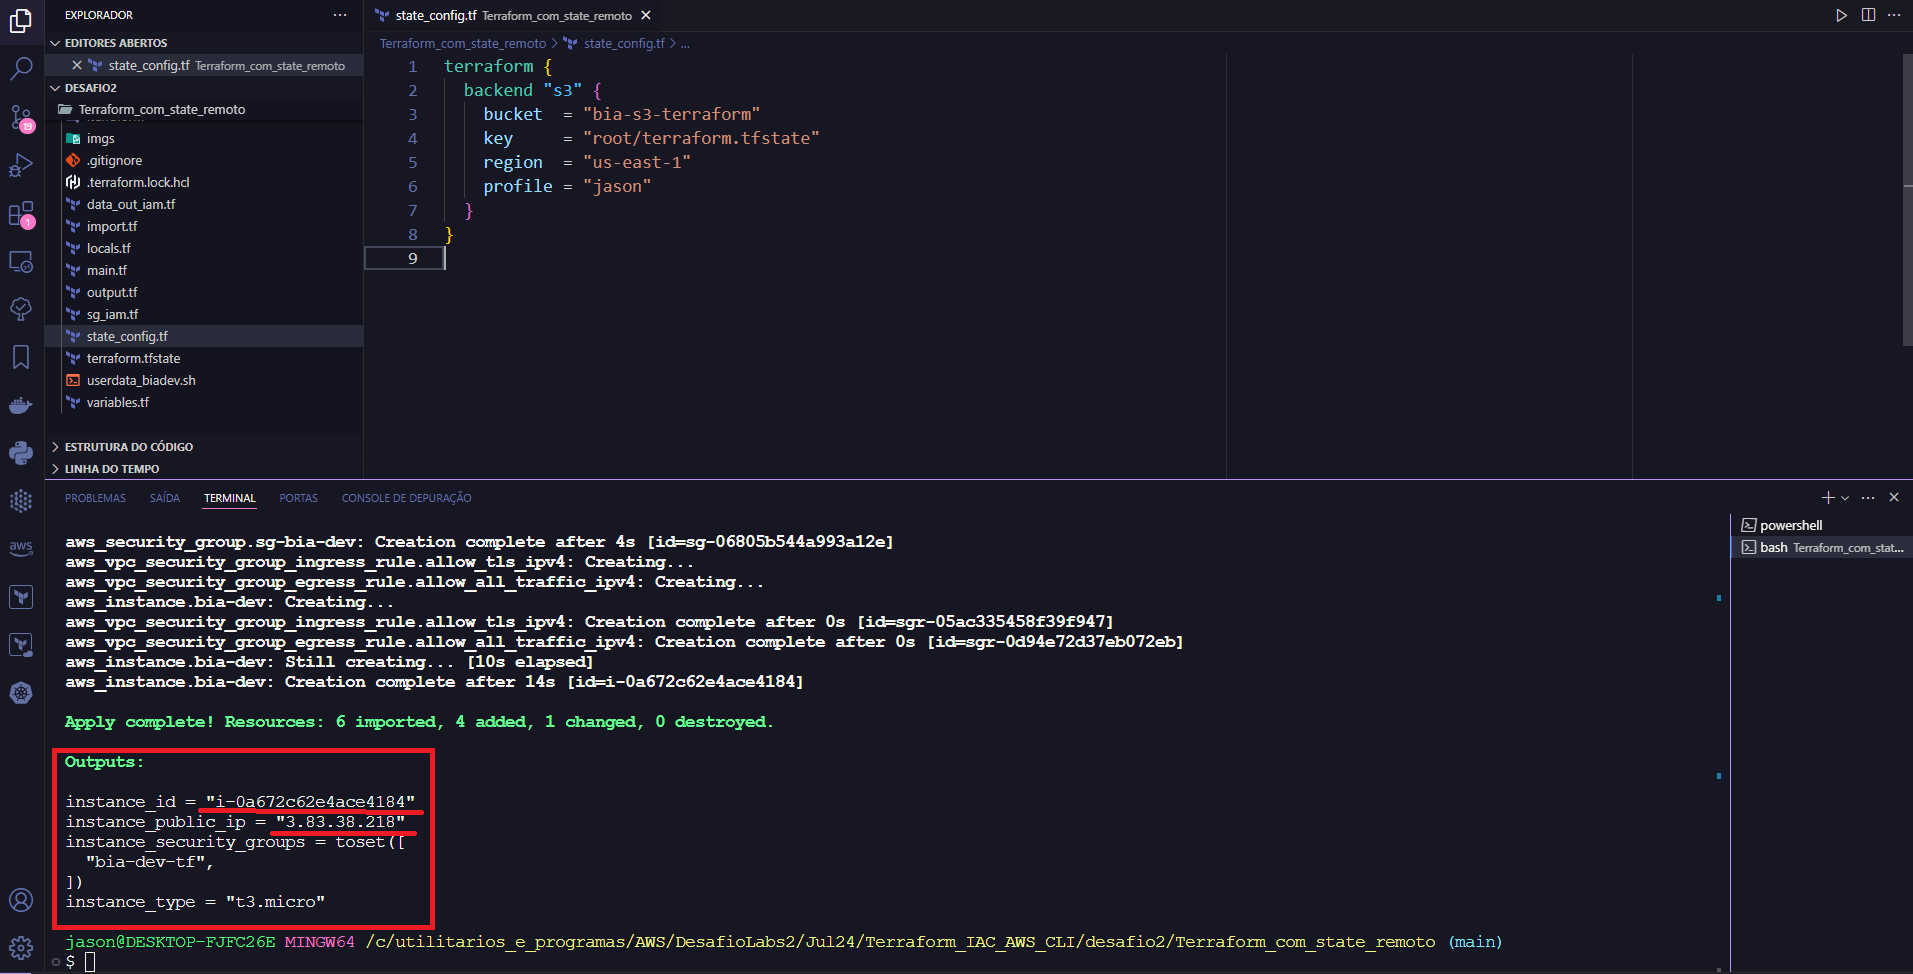 EXPLORADOR
EDITORES ABERTOS
state_config.tf Terraform_com_state_remoto
DESAFIO2
Terraform_com_state_remoto
imgs
.gitignore
.terraform.lock.hcl
data_out_iam.tf
import.tf
locals.tf
main.tf
output.tf
sg_iam.tf
state_config.tf
terraform.tfstate
userdata_biadev.sh
variables.tf
ESTRUTURA DO CÓDIGO
LINHA DO TEMPO
19
1
aws
state_config.tf Terraform_com_state_remoto
Terraform_com_state_remoto > state_config.tf > ...
1 terraform {
2 backend "s3" {
3 bucket = "bia-s3-terraform"
4 key = "root/terraform.tfstate"
5 region = "us-east-1"
6 profile = "jason"
7 }
8 }
9
PROBLEMAS SAÍDA TERMINAL PORTAS CONSOLE DE DEPURAÇÃO
aws_security_group.sg-bia-dev: Creation complete after 4s [id=sg-06805b544a993a12e]
aws_vpc_security_group_ingress_rule.allow_tls_ipv4: Creating...
aws_vpc_security_group_egress_rule.allow_all_traffic_ipv4: Creating...
aws_instance.bia-dev: Creating...
aws_vpc_security_group_ingress_rule.allow_tls_ipv4: Creation complete after 0s [id=sgr-05ac335458f39f947]
aws_vpc_security_group_egress_rule.allow_all_traffic_ipv4: Creation complete after 0s [id=sgr-0d94e72d37eb072eb]
aws_instance.bia-dev: Still creating... [10s elapsed]
aws_instance.bia-dev: Creation complete after 14s [id=i-0a672c62e4ace4184]
Apply complete! Resources: 6 imported, 4 added, 1 changed, 0 destroyed.
Outputs:
instance_id = "i-0a672c62e4ace4184"
instance_public_ip = "3.83.38.218"
instance_security_groups = toset([
"bia-dev-tf",
])
instance_type = "t3.micro"
jason@DESKTOP-FJFC26E MINGW64 /c/utilitarios_e_programas/AWS/DesafioLabs2/Jul24/Terraform_IAC_AWS_CLI/desafio2/Terraform_com_state_remoto (main)
$
powershell
bash Terraform_com_stat...